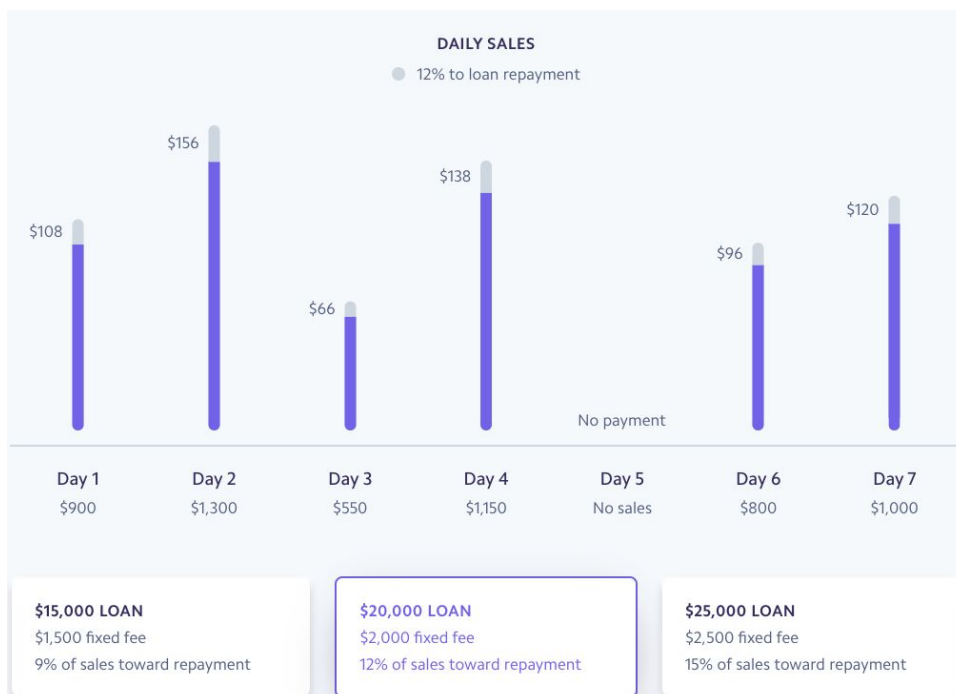 DAILY SALES
12% to loan repayment
$156
$138
$120
$108
$96
$66
No payment
Day 1 Day 2 Day 3 Day 4 Day 5 Day 6 Day 7
$900 $1,300 $550 $1,150 No sales $800 $1,000
$15,000 LOAN
$1,500 fixed fee
9% of sales toward repayment
$20,000 LOAN
$2,000 fixed fee
12% of sales toward repayment
$25,000 LOAN
$2,500 fixed fee
15% of sales toward repayment